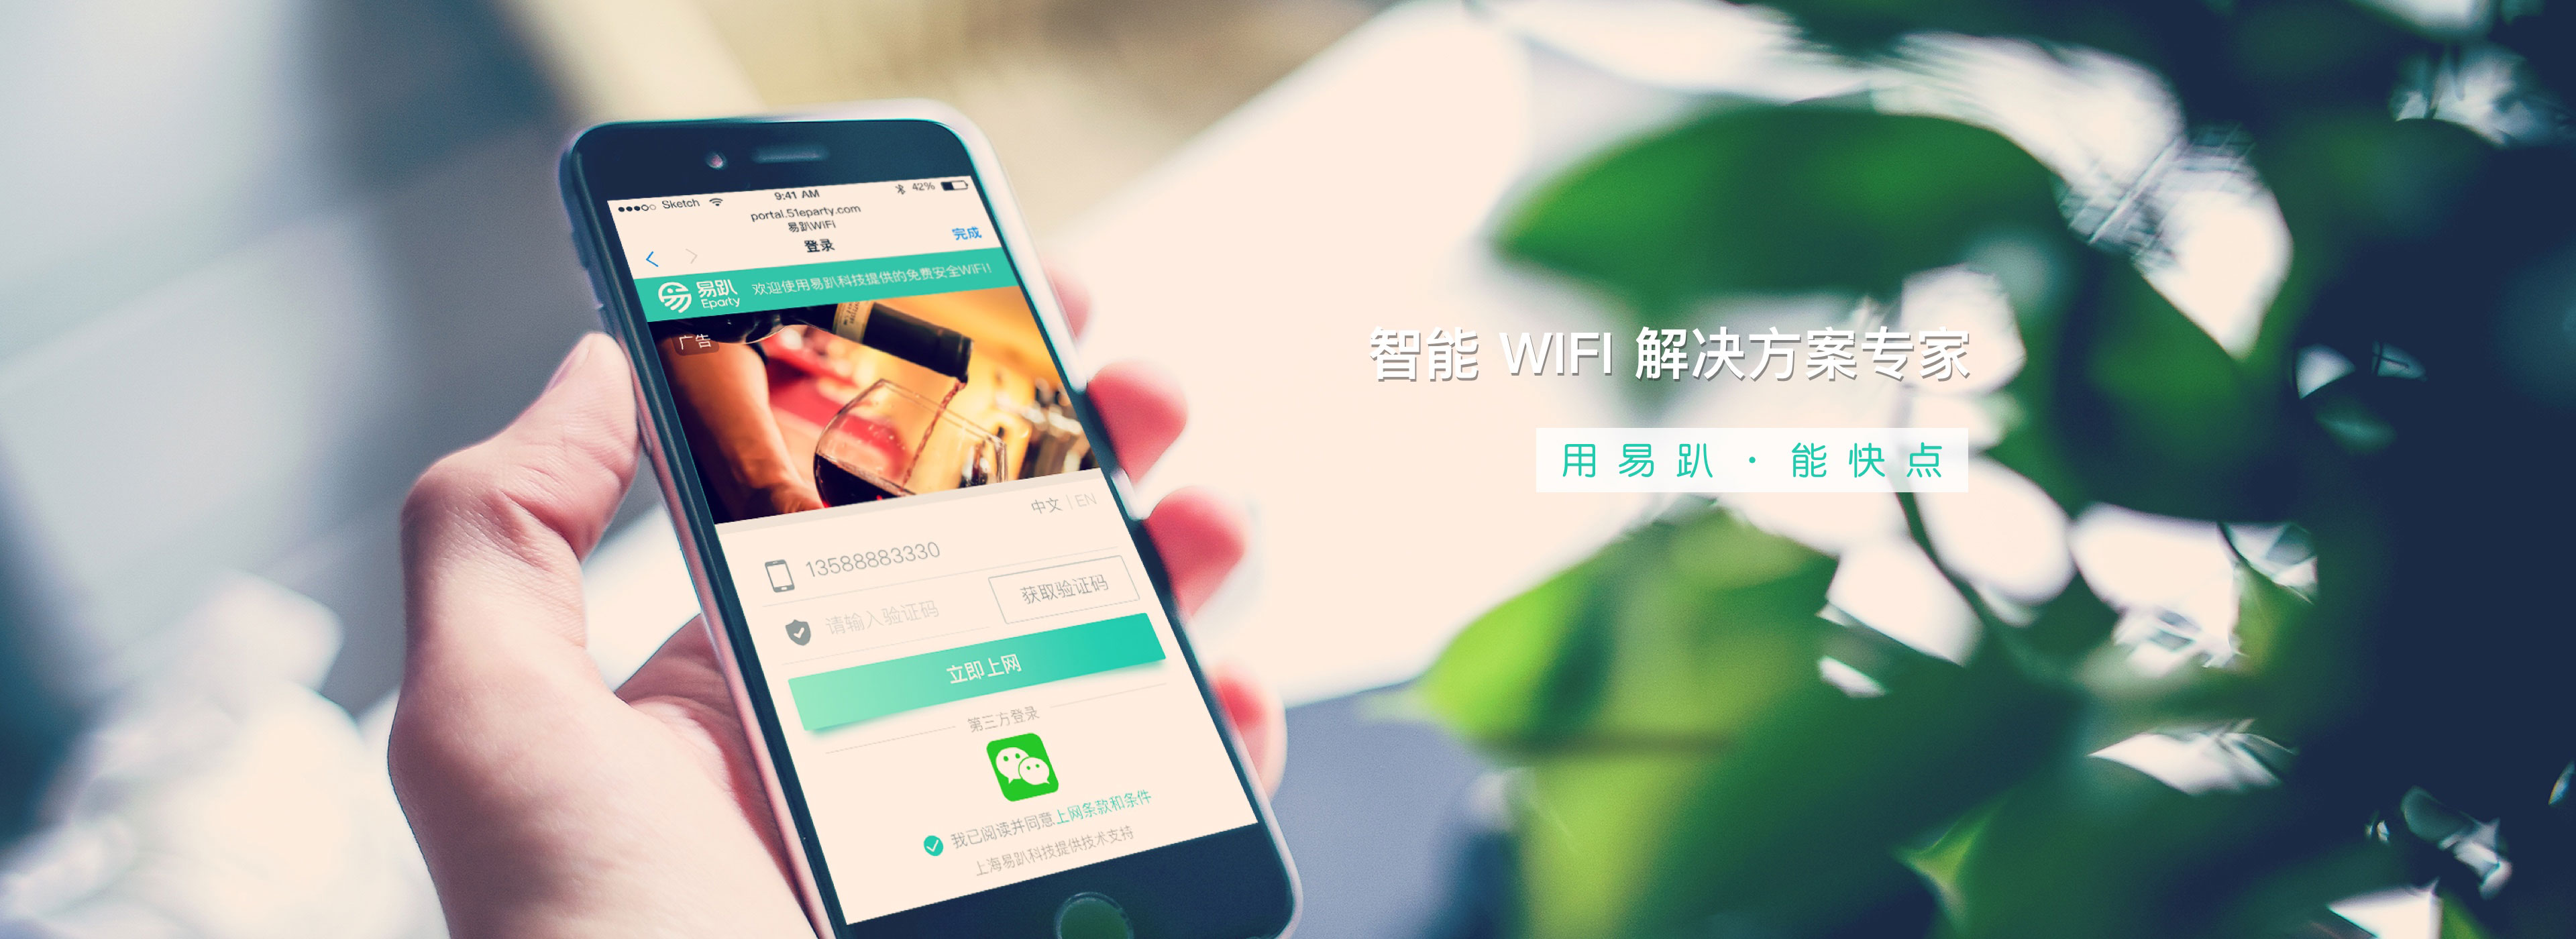 Sketch 9:41 AM 42%
portal.51eparty.com
易趴WiFi
登录 完成
易趴 Eparty 欢迎使用易趴科技提供的免费安全WiFi!
广告
中文 | EN
13588883330
请输入验证码 获取验证码
立即上网
第三方登录
我已阅读并同意上网条款和条件
上海易趴科技提供技术支持
智能 WIFI 解决方案专家
用易趴·能快点